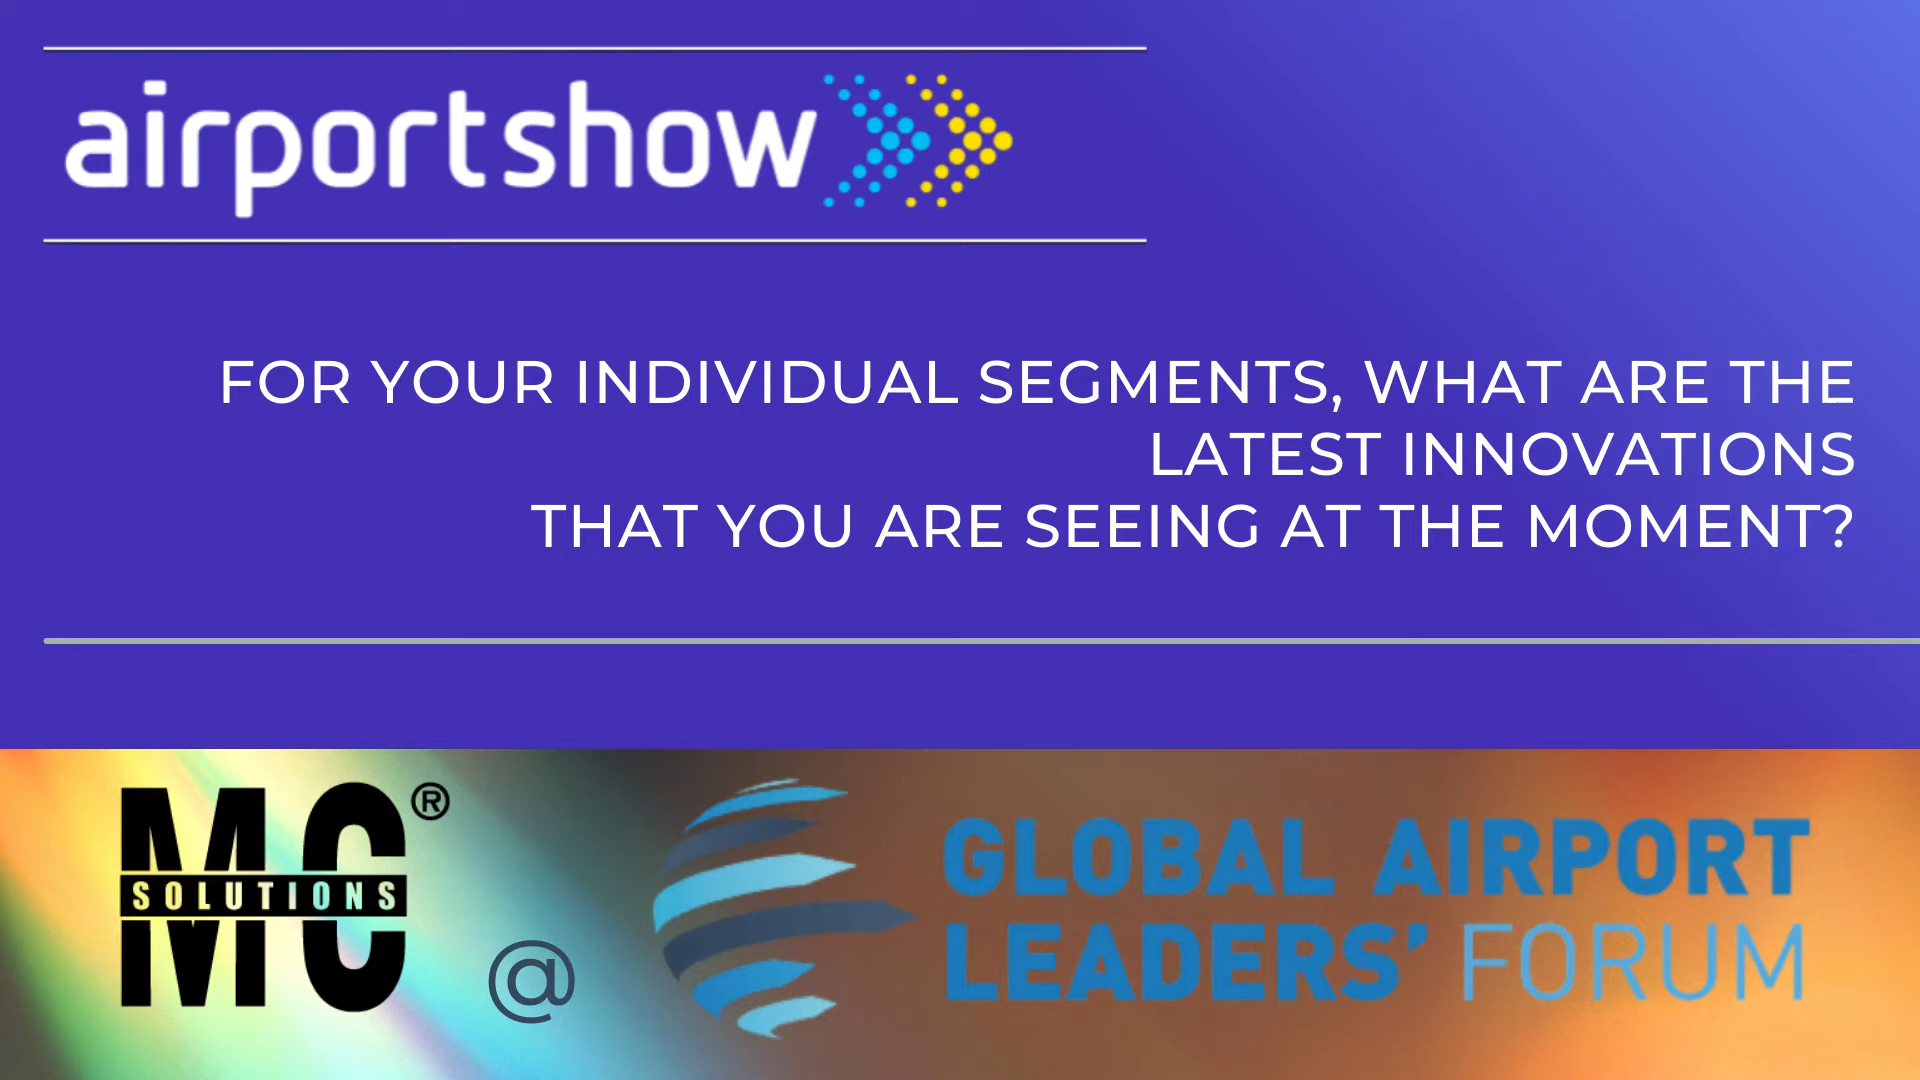 airportshow
FOR YOUR INDIVIDUAL SEGMENTS, WHAT ARE THE
LATEST INNOVATIONS
THAT YOU ARE SEEING AT THE MOMENT?
MC®
SOLUTIONS
@
GLOBAL AIRPORT
LEADERS' FORUM